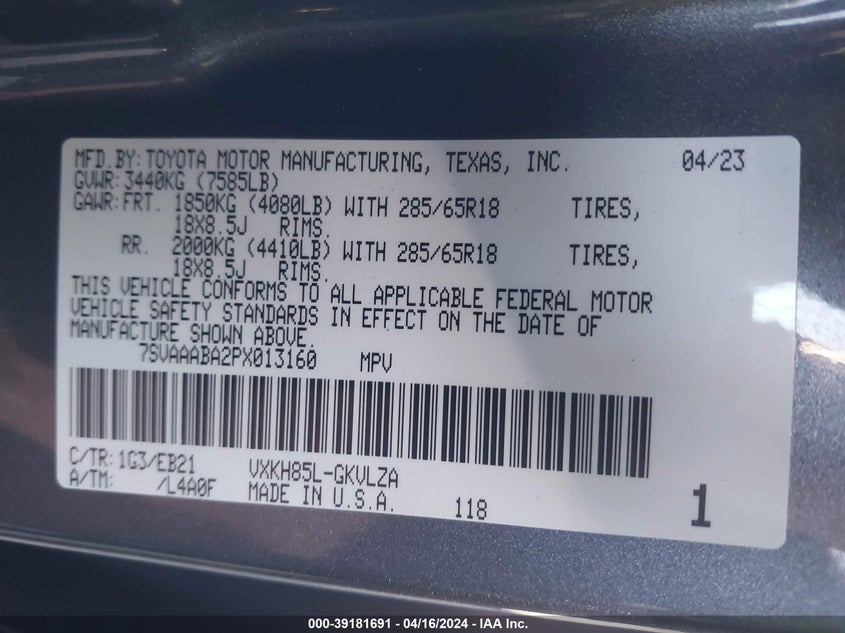 MFD.BY: TOYOTA MOTOR MANUFACTURING, TEXAS, INC. 04/23
GVWR: 3440KG (7585LB)
GAWR: FRT. 1850KG (4080LB) WITH 285/65R18 TIRES,
18X8.5J RIMS.
RR. 2000KG (4410LB) WITH 285/65R18 TIRES,
18X8.5J RIMS.
THIS VEHICLE CONFORMS TO ALL APPLICABLE FEDERAL MOTOR
VEHICLE SAFETY STANDARDS IN EFFECT ON THE DATE OF
MANUFACTURE SHOWN ABOVE.
7SVAAABA2PX013160 MPV
C/TR: 1G3/EB21 VXKH85L-GKVLZA
A/TM: /L4A0F MADE IN U.S.A. 118 1
000-39181691 - 04/16/2024 - IAA Inc.